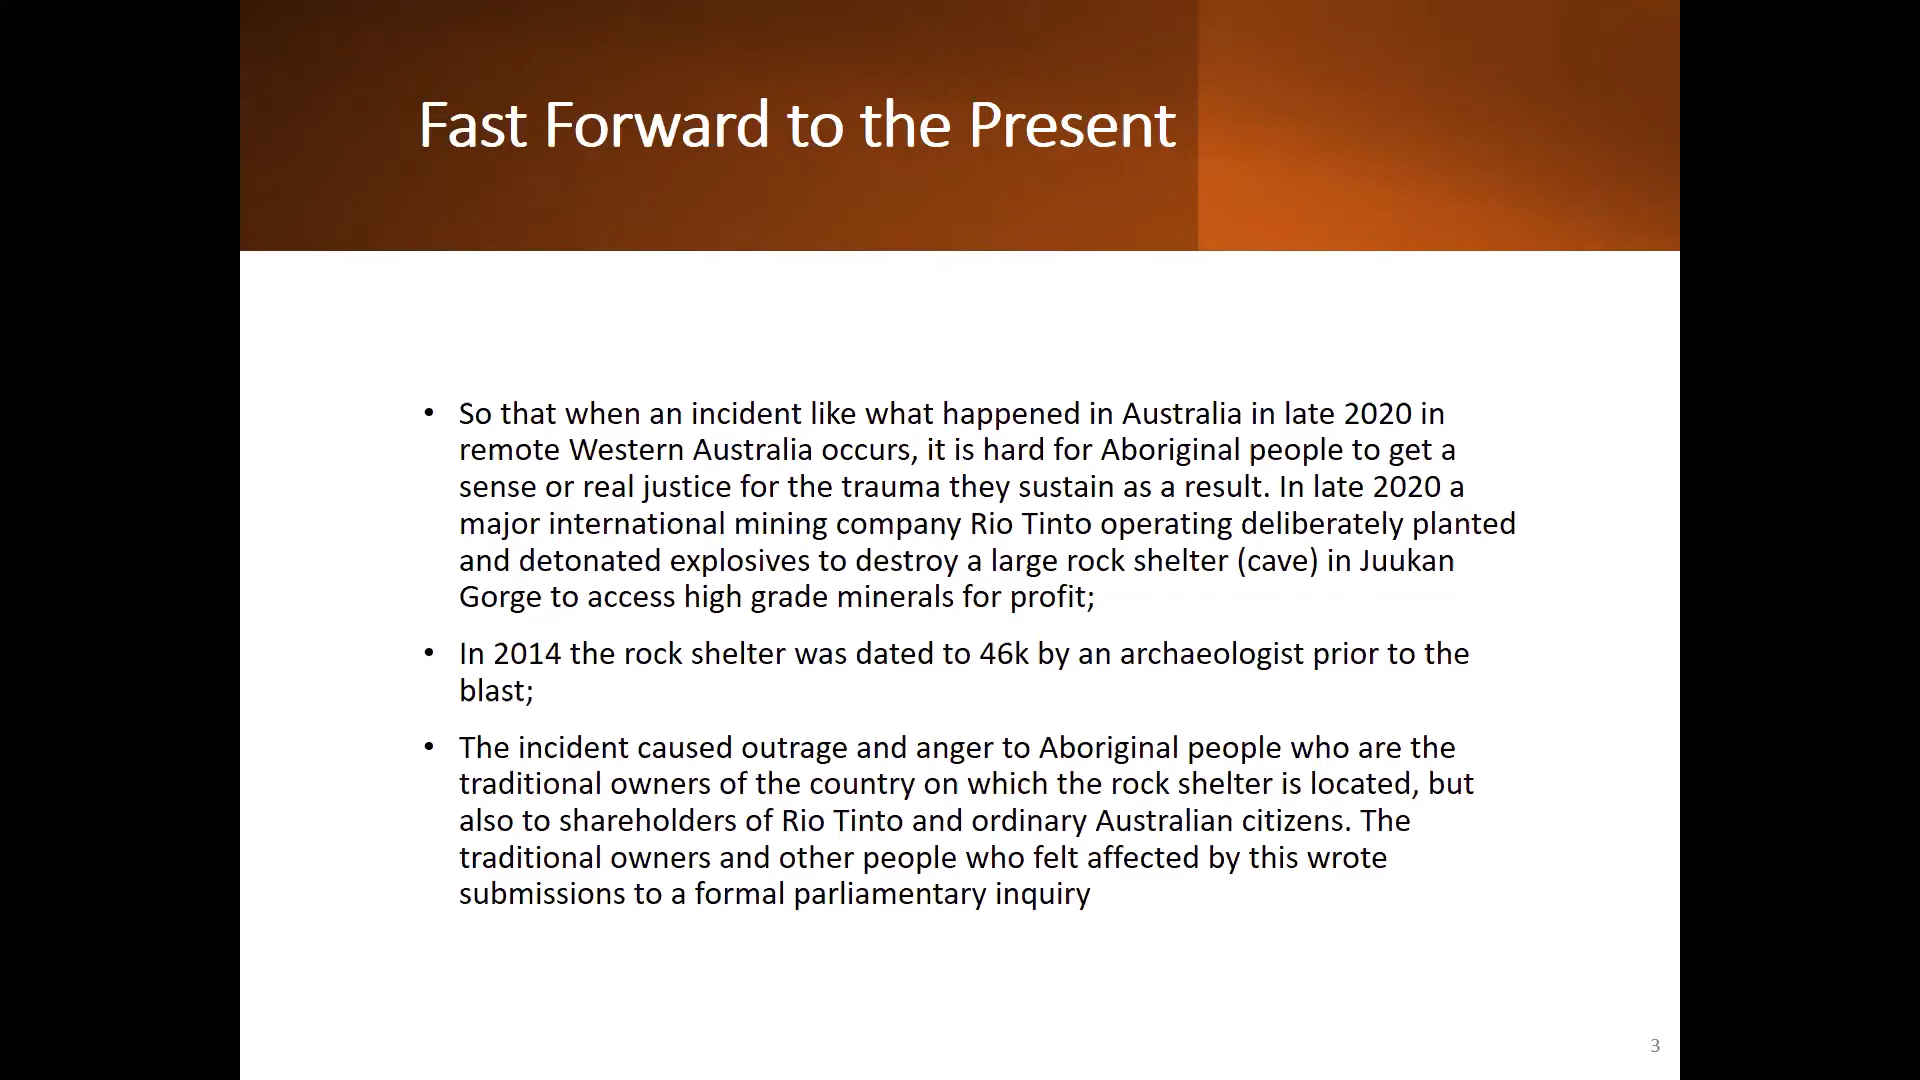 Fast Forward to the Present
• So that when an incident like what happened in Australia in late 2020 in
remote Western Australia occurs, it is hard for Aboriginal people to get a
sense or real justice for the trauma they sustain as a result. In late 2020 a
major international mining company Rio Tinto operating deliberately planted
and detonated explosives to destroy a large rock shelter (cave) in Juukan
Gorge to access high grade minerals for profit;
• In 2014 the rock shelter was dated to 46k by an archaeologist prior to the
blast;
• The incident caused outrage and anger to Aboriginal people who are the
traditional owners of the country on which the rock shelter is located, but
also to shareholders of Rio Tinto and ordinary Australian citizens. The
traditional owners and other people who felt affected by this wrote
submissions to a formal parliamentary inquiry
3